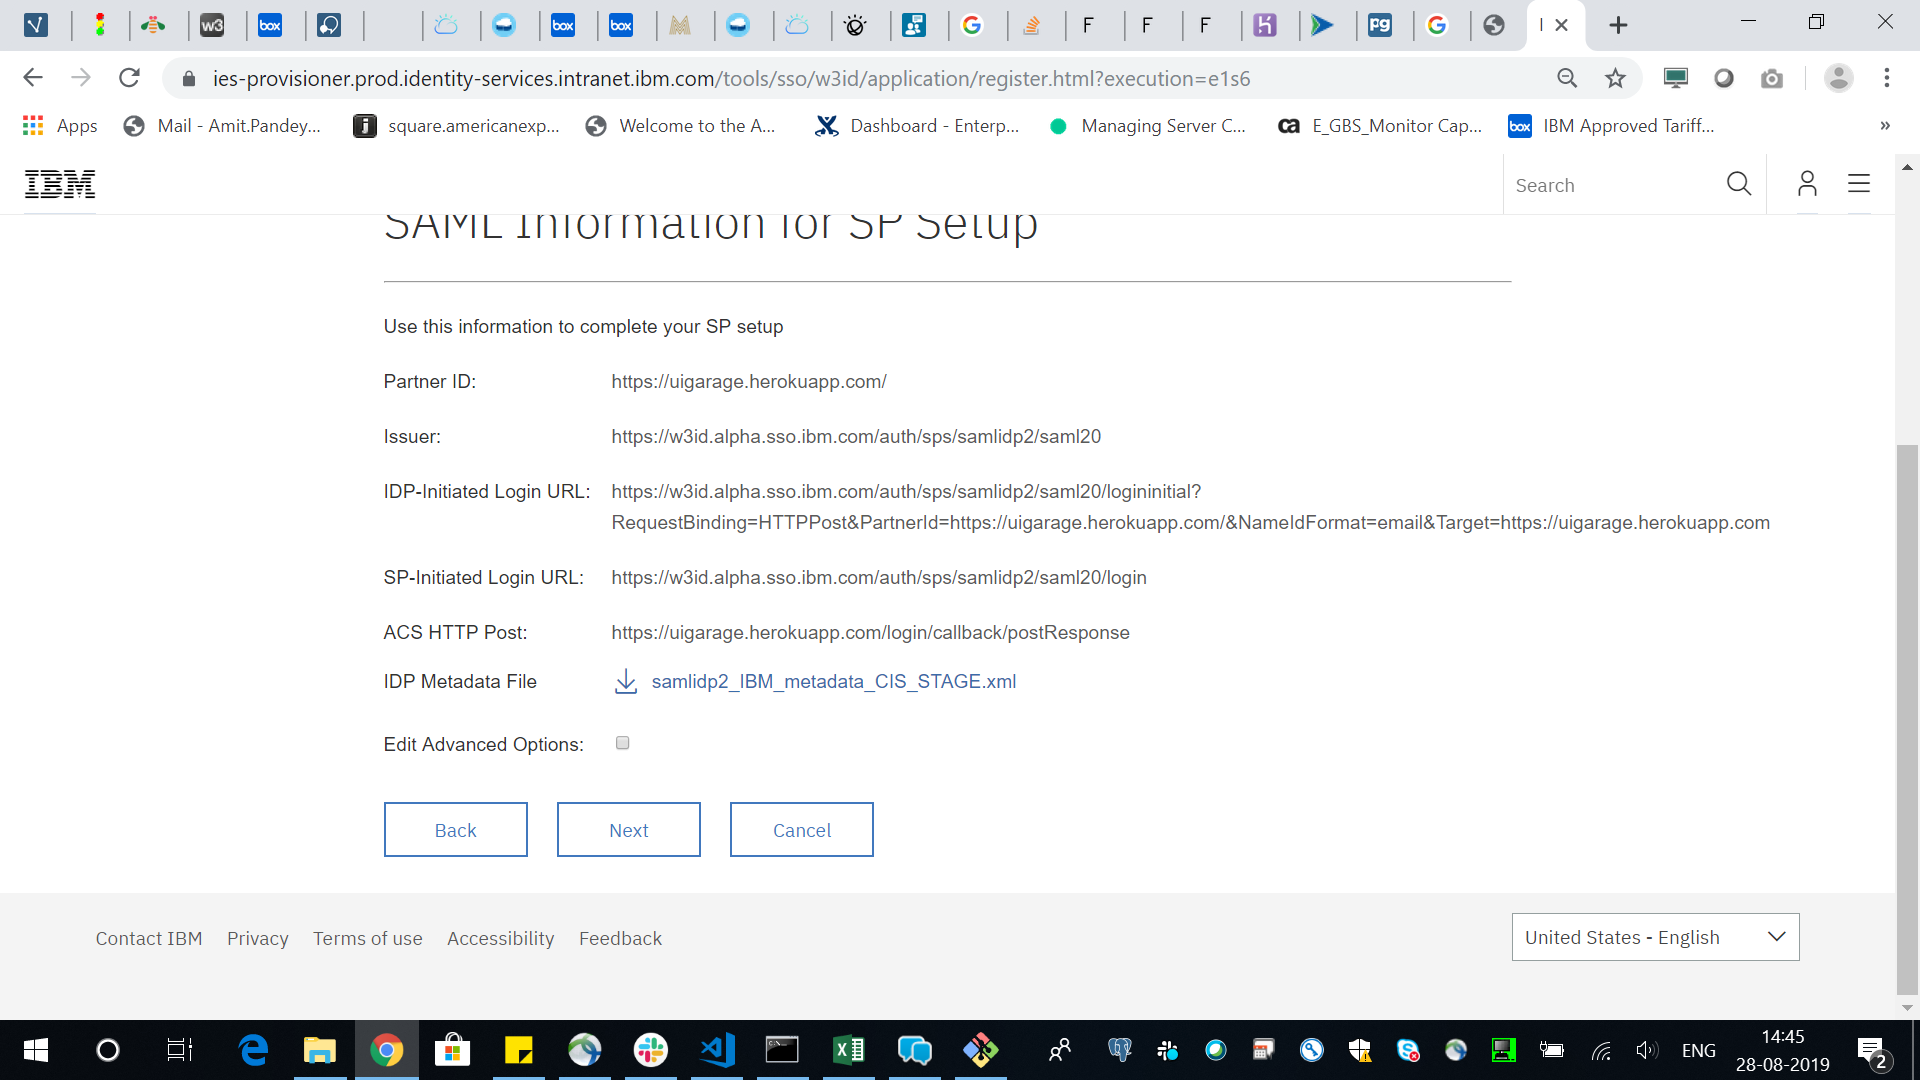 w3
box
box
box
F
F
F
pg
I
ies-provisioner.prod.identity-services.intranet.ibm.com/tools/sso/w3id/application/register.html?execution=e1s6
Apps
Mail - Amit.Pandey...
square.americanexp...
Welcome to the A...
Dashboard - Enterp...
Managing Server C...
ca
E_GBS_Monitor Cap...
box
IBM Approved Tariff...
»
IBM
Search
SAML Information for SP Setup
Use this information to complete your SP setup
Partner ID: https://uigarage.herokuapp.com/
Issuer: https://w3id.alpha.sso.ibm.com/auth/sps/samlidp2/saml20
IDP-Initiated Login URL: https://w3id.alpha.sso.ibm.com/auth/sps/samlidp2/saml20/logininitial?
RequestBinding=HTTPPost&PartnerId=https://uigarage.herokuapp.com/&NameIdFormat=email&Target=https://uigarage.herokuapp.com
SP-Initiated Login URL: https://w3id.alpha.sso.ibm.com/auth/sps/samlidp2/saml20/login
ACS HTTP Post: https://uigarage.herokuapp.com/login/callback/postResponse
IDP Metadata File samlidp2_IBM_metadata_CIS_STAGE.xml
Edit Advanced Options:
Back
Next
Cancel
Contact IBM
Privacy
Terms of use
Accessibility
Feedback
United States - English
ENG
14:45
28-08-2019
2